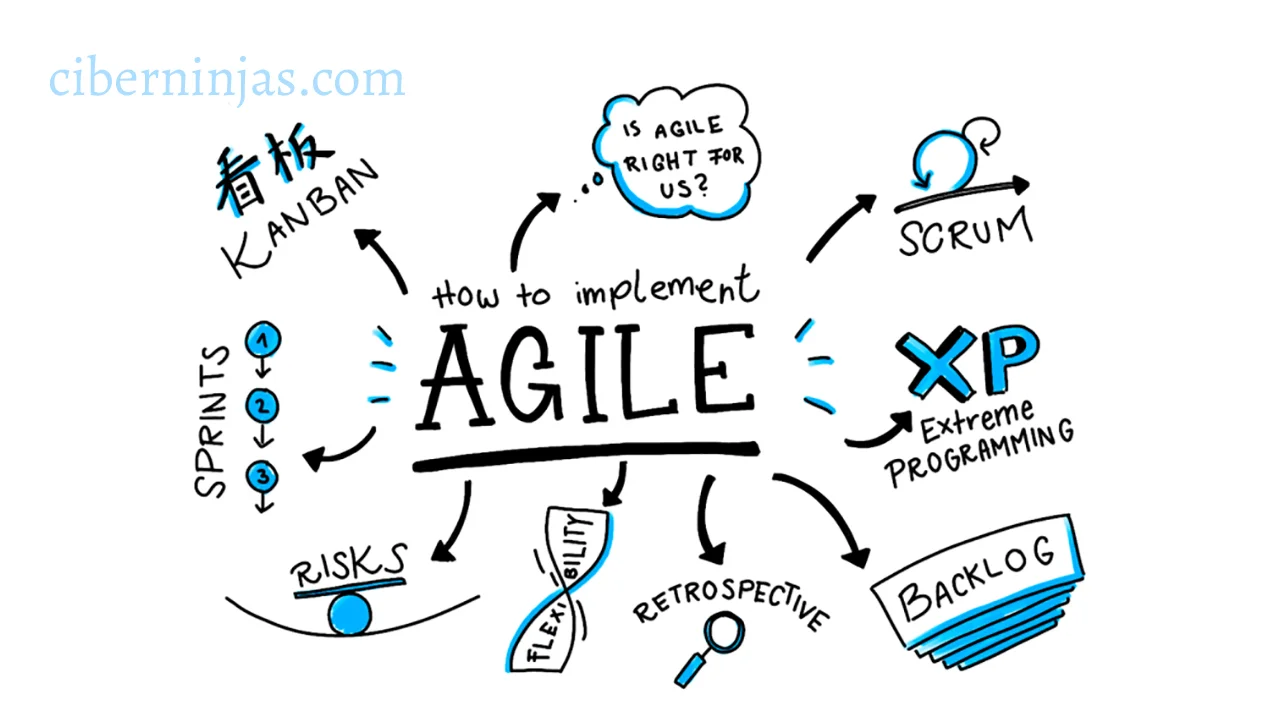 ciberninjas.com
看板
KANBAN
IS AGILE
RIGHT FOR
US?
SCRUM
How to implement
AGILE
SPRINTS
1
2
3
XP
Extreme
PROGRAMMING
RISKS
FLEXIBILITY
RETROSPECTIVE
BACKLOG